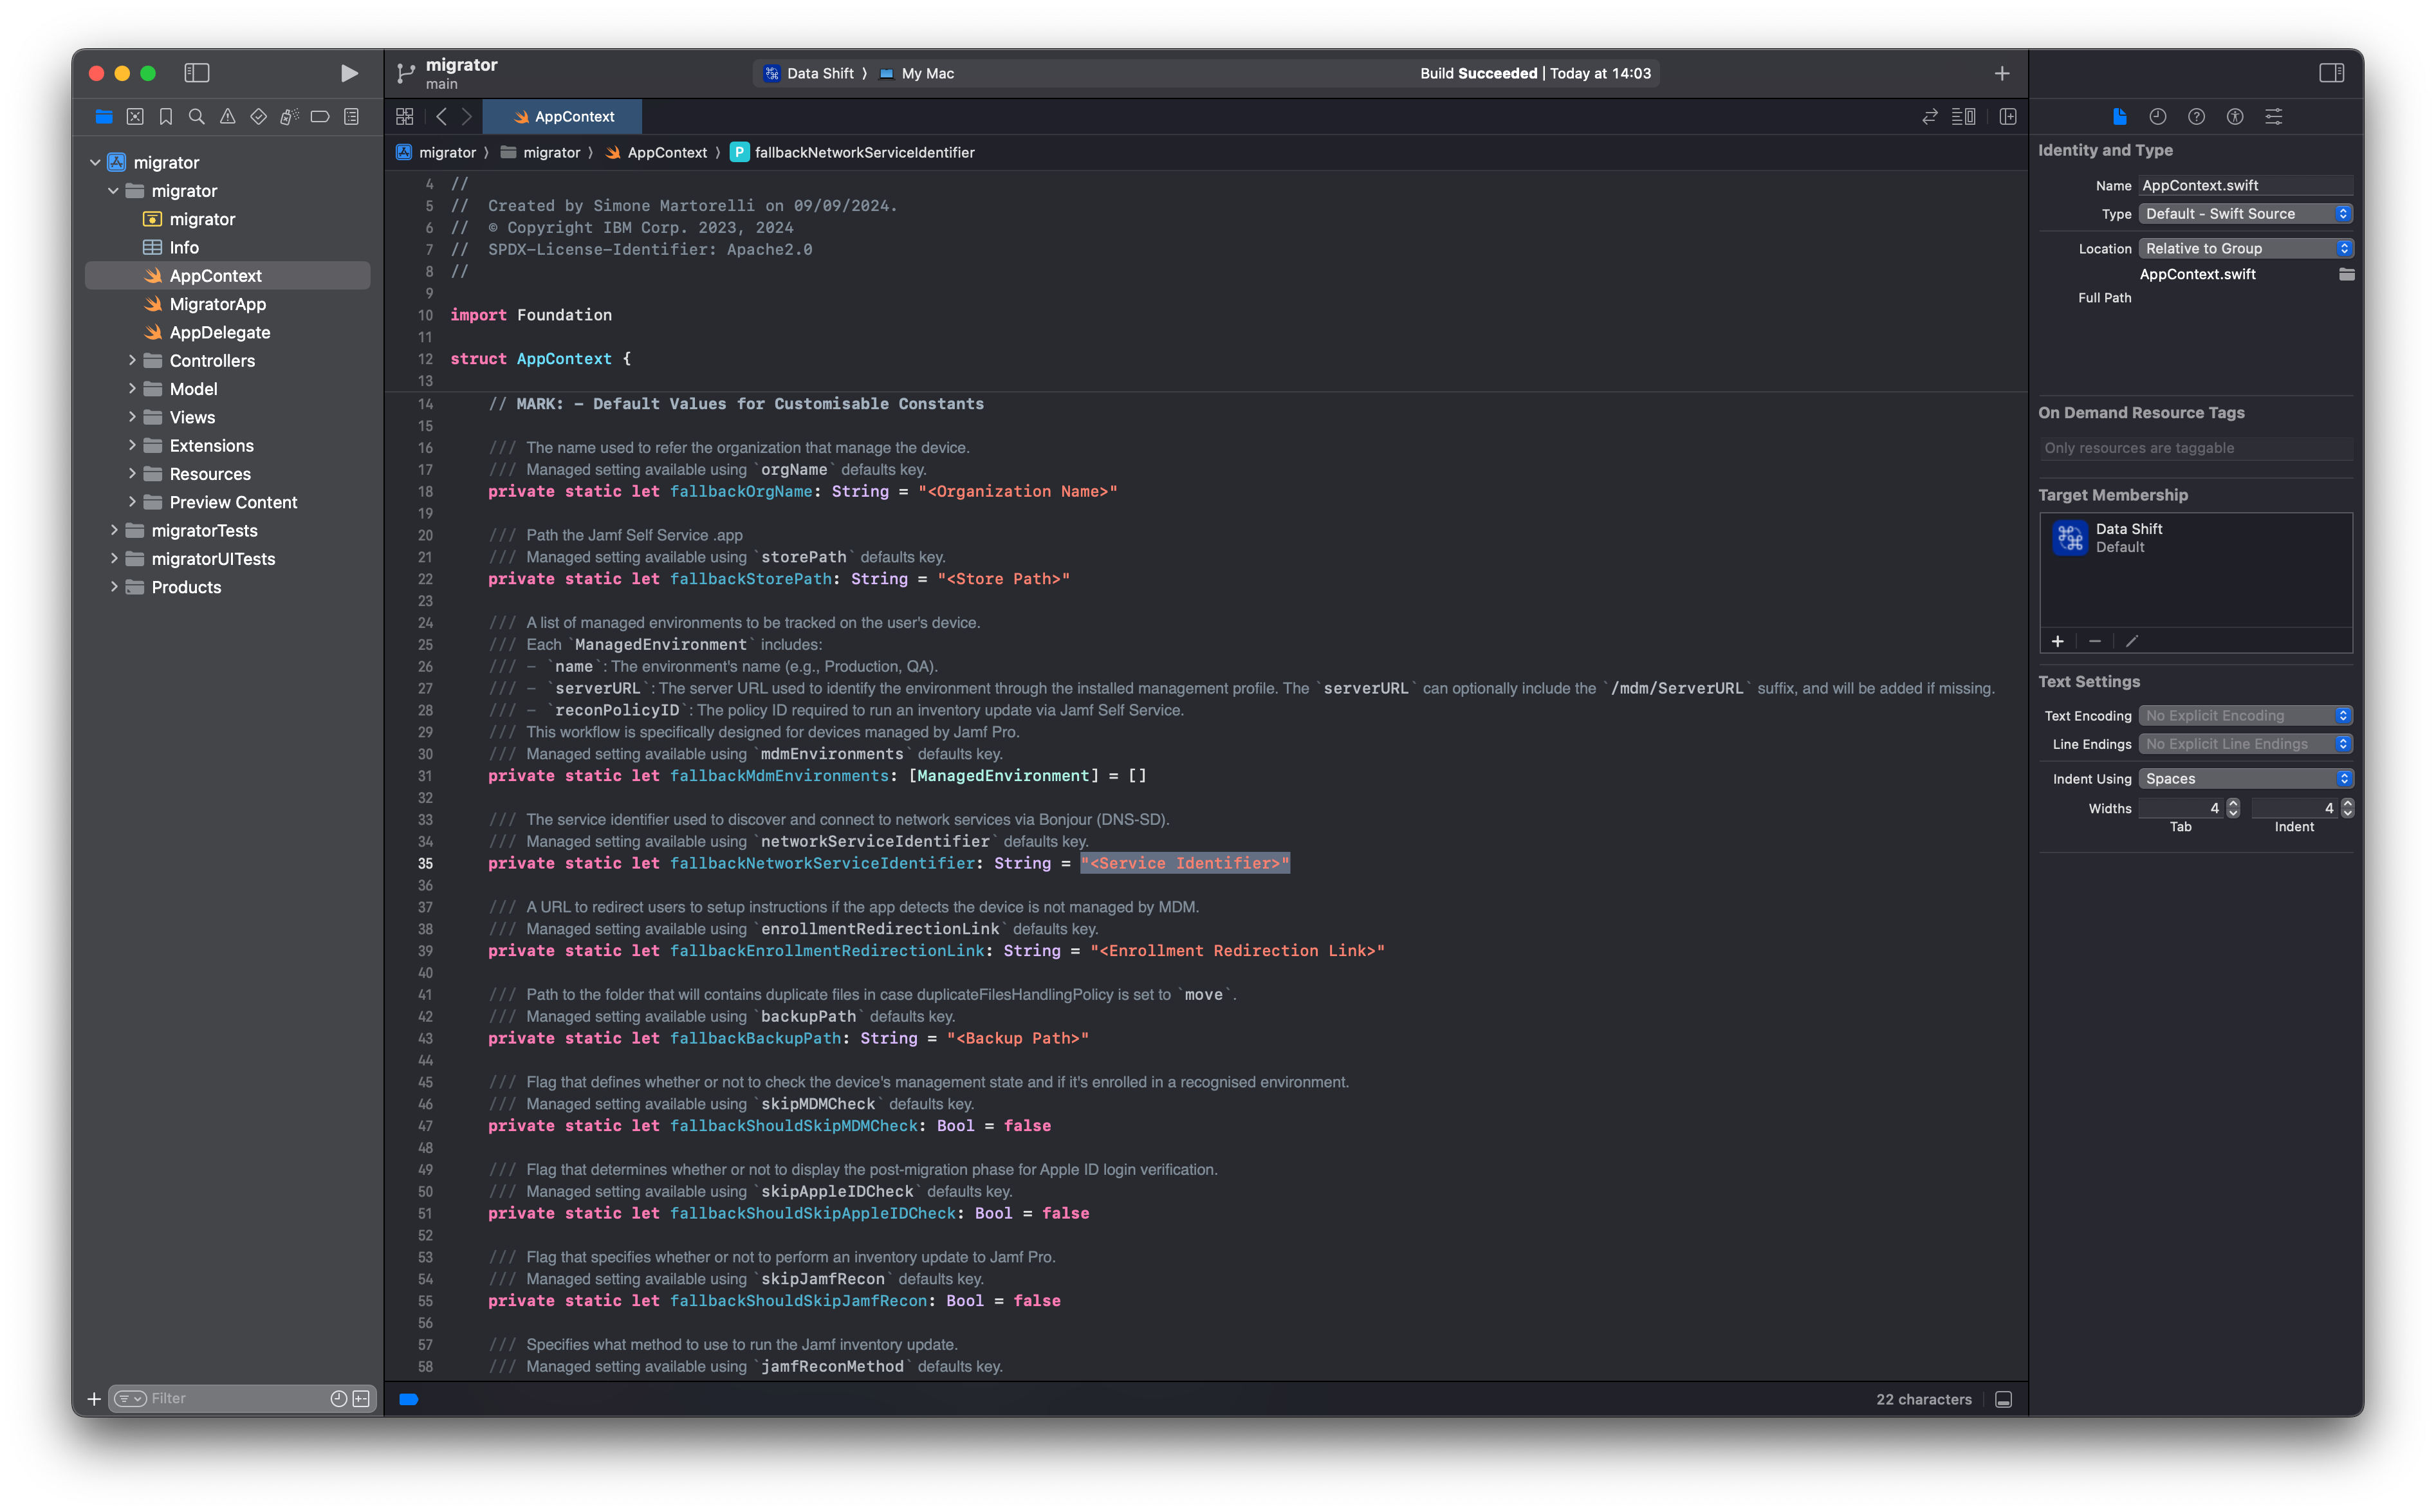 migrator
main
Data Shift ⟩ My Mac
Build Succeeded | Today at 14:03
AppContext
migrator ⟩ migrator ⟩ AppContext ⟩ P fallbackNetworkServiceIdentifier
migrator
migrator
migrator
Info
AppContext
MigratorApp
AppDelegate
Controllers
Model
Views
Extensions
Resources
Preview Content
migratorTests
migratorUITests
Products
Filter
4 //
5 //  Created by Simone Martorelli on 09/09/2024.
6 //  © Copyright IBM Corp. 2023, 2024
7 //  SPDX-License-Identifier: Apache2.0
8 //
9
10 import Foundation
11
12 struct AppContext {
13
14     // MARK: - Default Values for Customisable Constants
15
16     /// The name used to refer the organization that manage the device.
17     /// Managed setting available using `orgName` defaults key.
18     private static let fallbackOrgName: String = "<Organization Name>"
19
20     /// Path the Jamf Self Service .app
21     /// Managed setting available using `storePath` defaults key.
22     private static let fallbackStorePath: String = "<Store Path>"
23
24     /// A list of managed environments to be tracked on the user's device.
25     /// Each `ManagedEnvironment` includes:
26     /// - `name`: The environment's name (e.g., Production, QA).
27     /// - `serverURL`: The server URL used to identify the environment through the installed management profile. The `serverURL` can optionally include the `/mdm/ServerURL` suffix, and will be added if missing.
28     /// - `reconPolicyID`: The policy ID required to run an inventory update via Jamf Self Service.
29     /// This workflow is specifically designed for devices managed by Jamf Pro.
30     /// Managed setting available using `mdmEnvironments` defaults key.
31     private static let fallbackMdmEnvironments: [ManagedEnvironment] = []
32
33     /// The service identifier used to discover and connect to network services via Bonjour (DNS-SD).
34     /// Managed setting available using `networkServiceIdentifier` defaults key.
35     private static let fallbackNetworkServiceIdentifier: String = "<Service Identifier>"
36
37     /// A URL to redirect users to setup instructions if the app detects the device is not managed by MDM.
38     /// Managed setting available using `enrollmentRedirectionLink` defaults key.
39     private static let fallbackEnrollmentRedirectionLink: String = "<Enrollment Redirection Link>"
40
41     /// Path to the folder that will contains duplicate files in case duplicateFilesHandlingPolicy is set to `move`.
42     /// Managed setting available using `backupPath` defaults key.
43     private static let fallbackBackupPath: String = "<Backup Path>"
44
45     /// Flag that defines whether or not to check the device's management state and if it's enrolled in a recognised environment.
46     /// Managed setting available using `skipMDMCheck` defaults key.
47     private static let fallbackShouldSkipMDMCheck: Bool = false
48
49     /// Flag that determines whether or not to display the post-migration phase for Apple ID login verification.
50     /// Managed setting available using `skipAppleIDCheck` defaults key.
51     private static let fallbackShouldSkipAppleIDCheck: Bool = false
52
53     /// Flag that specifies whether or not to perform an inventory update to Jamf Pro.
54     /// Managed setting available using `skipJamfRecon` defaults key.
55     private static let fallbackShouldSkipJamfRecon: Bool = false
56
57     /// Specifies what method to use to run the Jamf inventory update.
58     /// Managed setting available using `jamfReconMethod` defaults key.
22 characters
Identity and Type
Name AppContext.swift
Type Default - Swift Source
Location Relative to Group
AppContext.swift
Full Path
On Demand Resource Tags
Only resources are taggable
Target Membership
Data Shift
Default
Text Settings
Text Encoding No Explicit Encoding
Line Endings No Explicit Line Endings
Indent Using Spaces
Widths 4 4
Tab Indent